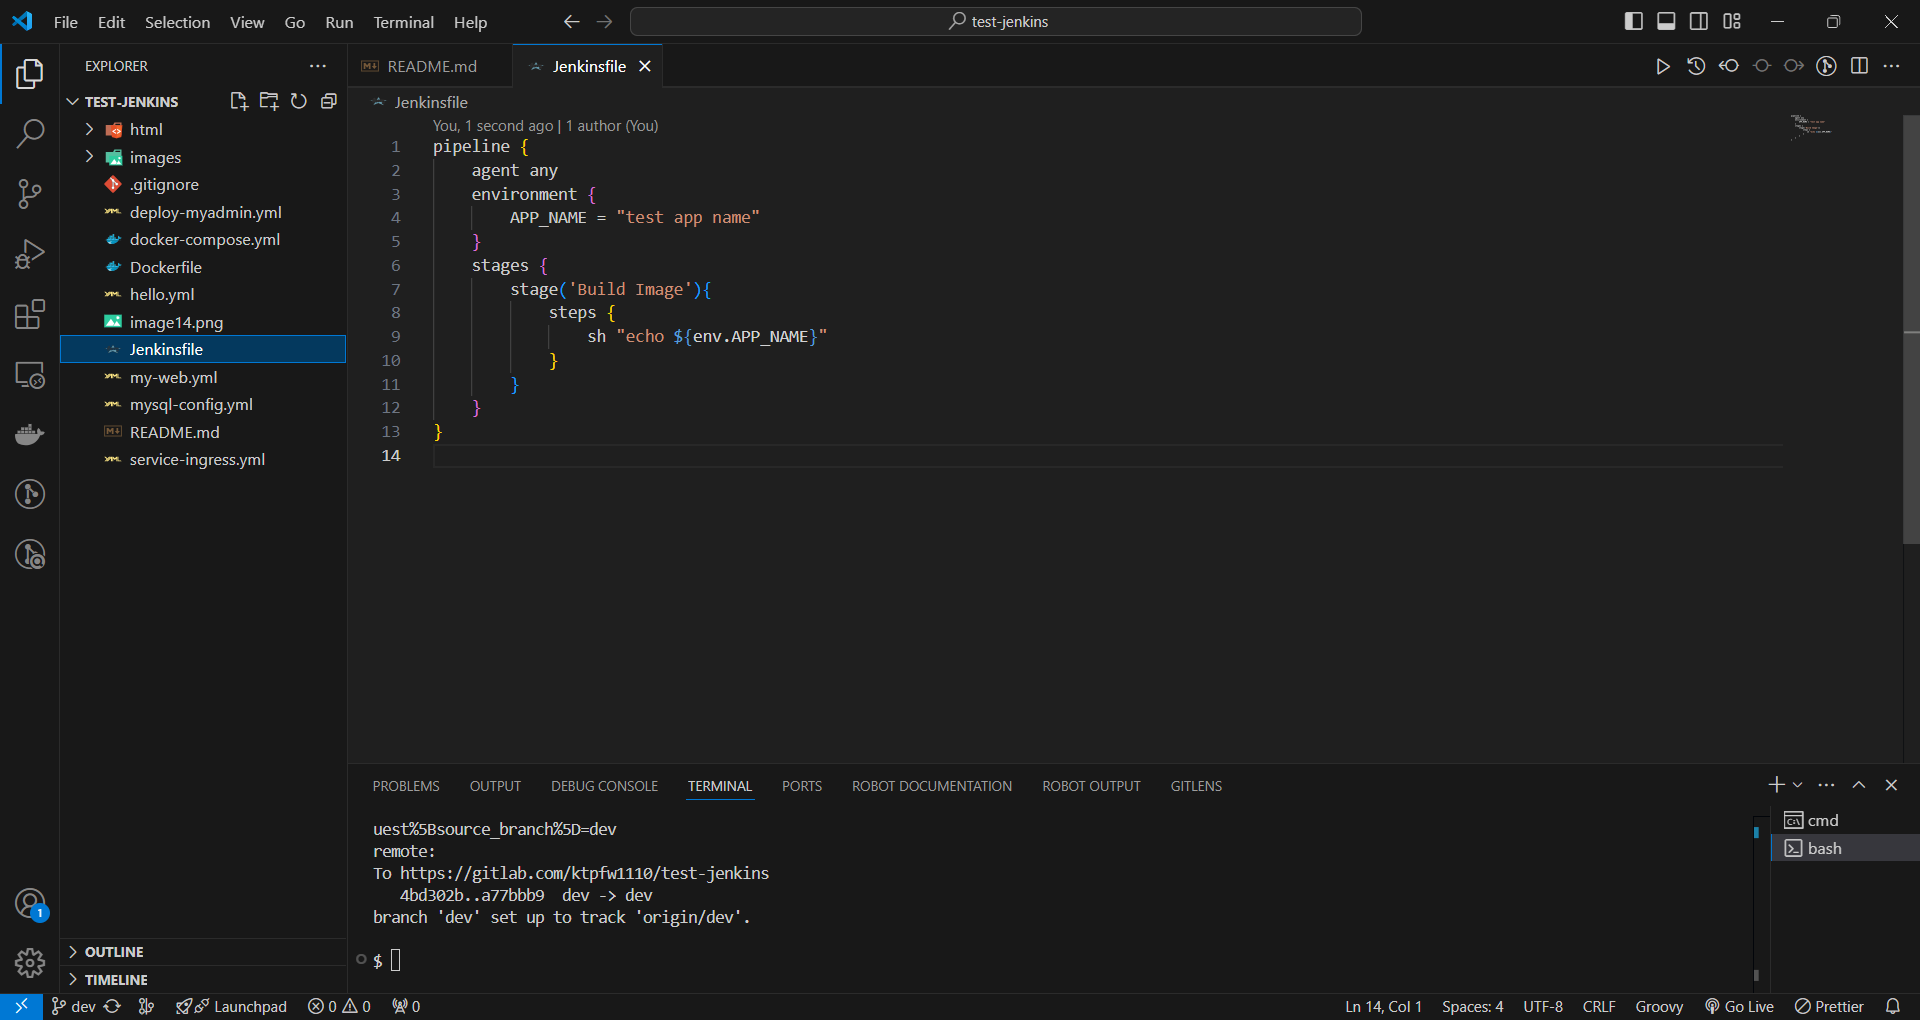 File Edit Selection View Go Run Terminal Help
test-jenkins
EXPLORER
TEST-JENKINS
html
images
.gitignore
deploy-myadmin.yml
docker-compose.yml
Dockerfile
hello.yml
image14.png
Jenkinsfile
my-web.yml
mysql-config.yml
README.md
service-ingress.yml
OUTLINE
TIMELINE
README.md
Jenkinsfile
Jenkinsfile
You, 1 second ago | 1 author (You)
1 pipeline {
2     agent any
3     environment {
4         APP_NAME = "test app name"
5     }
6     stages {
7         stage('Build Image'){
8             steps {
9                 sh "echo ${env.APP_NAME}"
10             }
11         }
12     }
13 }
14
PROBLEMS OUTPUT DEBUG CONSOLE TERMINAL PORTS ROBOT DOCUMENTATION ROBOT OUTPUT GITLENS
uest%5Bsource_branch%5D=dev
remote:
To https://gitlab.com/ktpfw1110/test-jenkins
   4bd302b..a77bbb9  dev -> dev
branch 'dev' set up to track 'origin/dev'.
$
cmd
bash
1
dev Launchpad 0 0 0 Ln 14, Col 1 Spaces: 4 UTF-8 CRLF Groovy Go Live Prettier